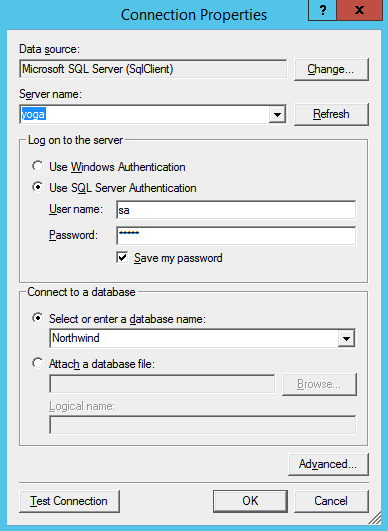 Connection Properties
?
Data source:
Microsoft SQL Server (SqlClient)
Change...
Server name:
yoga
Refresh
Log on to the server
Use Windows Authentication
Use SQL Server Authentication
User name:
sa
Password:
*****
Save my password
Connect to a database
Select or enter a database name:
Northwind
Attach a database file:
Browse...
Logical name:
Advanced...
Test Connection
OK
Cancel